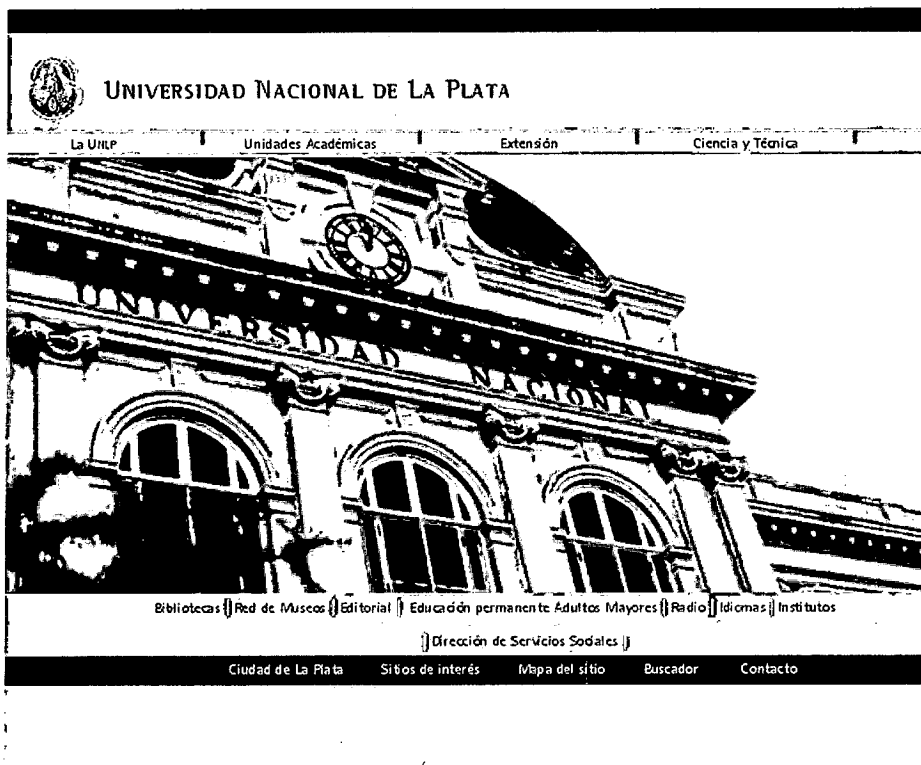 UNIVERSIDAD NACIONAL DE LA PLATA
La UNLP Unidades Académicas Extensión Ciencia y Técnica
UNIVERSIDAD NACIONAL
Bibliotecas Red de Museos Editorial Educación permanente Adultos Mayores Radio Idiomas Institutos
Dirección de Servicios Sociales
Ciudad de La Plata Sitios de interés Mapa del sitio Buscador Contacto